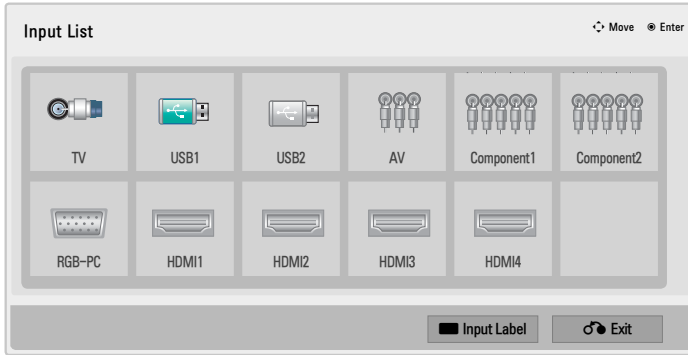 Input List
Move Enter
TV USB1 USB2 AV Component1 Component2
RGB-PC HDMI1 HDMI2 HDMI3 HDMI4
Input Label Exit